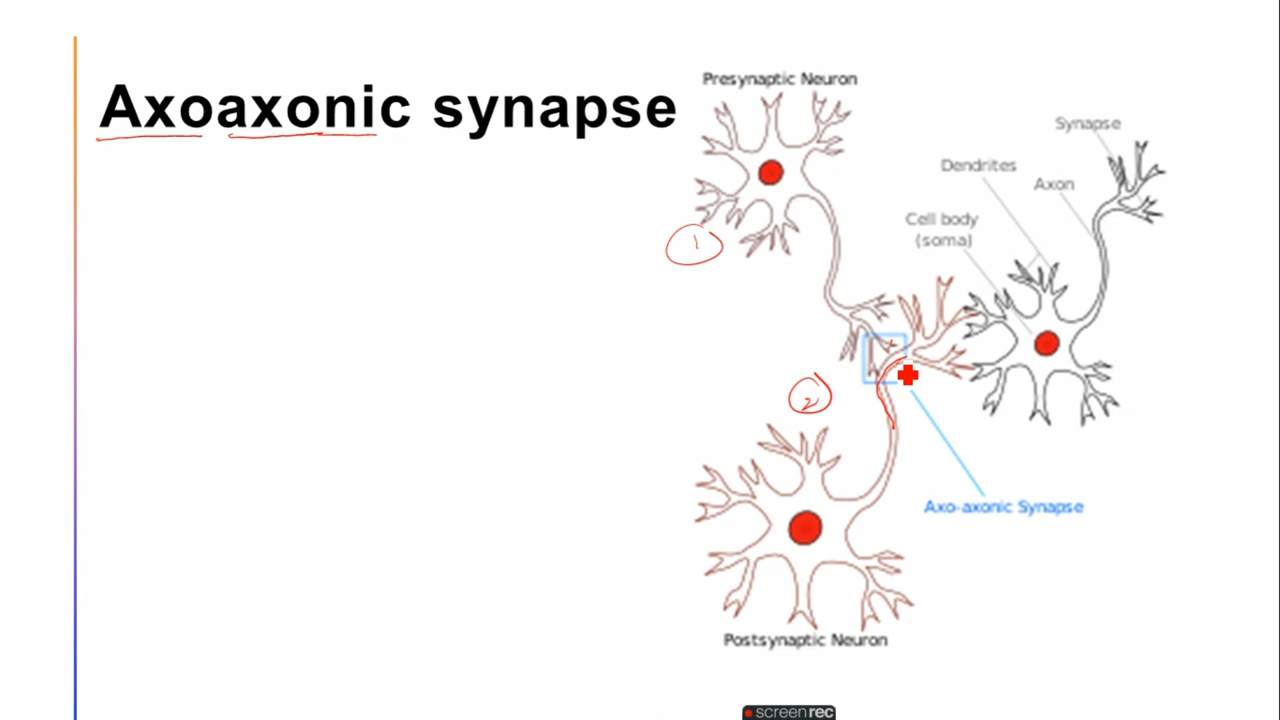 Axoaxonic synapse
Presynaptic Neuron
Synapse
Dendrites
Axon
Cell body
(soma)
1
2
Axo-axonic Synapse
Postsynaptic Neuron
screenrec